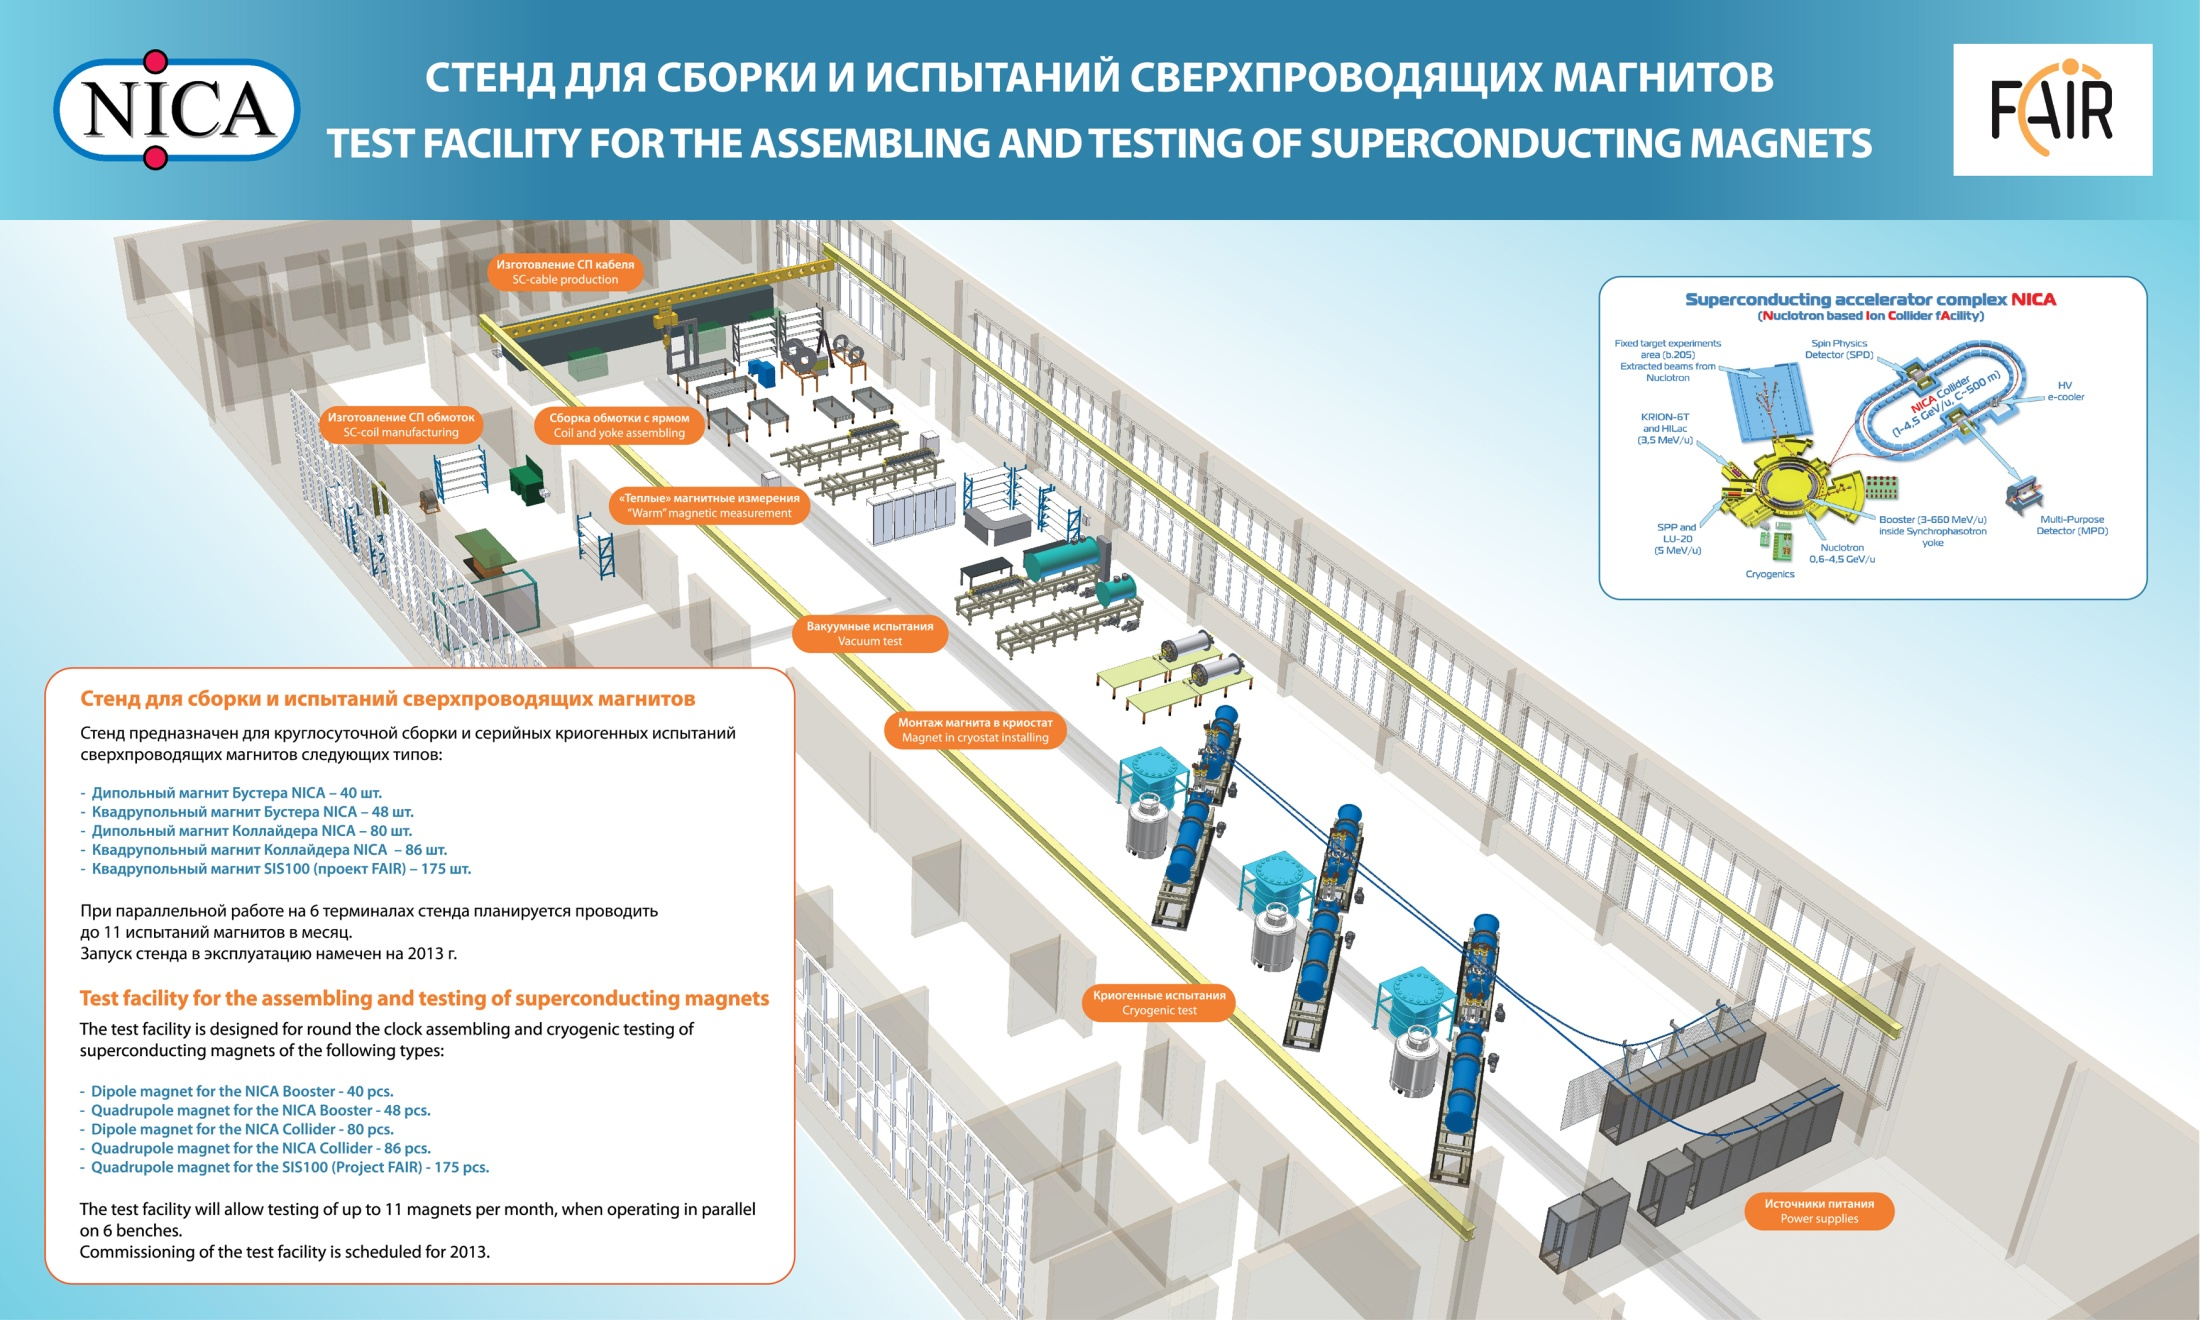 NICA
СТЕНД ДЛЯ СБОРКИ И ИСПЫТАНИЙ СВЕРХПРОВОДЯЩИХ МАГНИТОВ
TEST FACILITY FOR THE ASSEMBLING AND TESTING OF SUPERCONDUCTING MAGNETS
FAIR
Изготовление СП кабеля
SC-cable production
Изготовление СП обмоток
SC-coil manufacturing
Сборка обмотки с ярмом
Coil and yoke assembling
«Теплые» магнитные измерения
"Warm" magnetic measurement
Вакуумные испытания
Vacuum test
Монтаж магнита в криостат
Magnet in cryostat installing
Криогенные испытания
Cryogenic test
Источники питания
Power supplies
Superconducting accelerator complex NICA
(Nuclotron based Ion Collider fAcility)
Fixed target experiments
area (b.205)
Extracted beams from
Nuclotron
Spin Physics
Detector (SPD)
NICA Collider
(1-4,5 GeV/u, C~500 m)
HV
e-cooler
KRION-6T
and HILac
(3,5 MeV/u)
SPP and
LU-20
(5 MeV/u)
Cryogenics
Nuclotron
0,6-4,5 GeV/u
Booster (3-660 MeV/u)
inside Synchrophasotron
yoke
Multi-Purpose
Detector (MPD)
Стенд для сборки и испытаний сверхпроводящих магнитов
Стенд предназначен для круглосуточной сборки и серийных криогенных испытаний
сверхпроводящих магнитов следующих типов:
- Дипольный магнит Бустера NICA – 40 шт.
- Квадрупольный магнит Бустера NICA – 48 шт.
- Дипольный магнит Коллайдера NICA – 80 шт.
- Квадрупольный магнит Коллайдера NICA – 86 шт.
- Квадрупольный магнит SIS100 (проект FAIR) – 175 шт.
При параллельной работе на 6 терминалах стенда планируется проводить
до 11 испытаний магнитов в месяц.
Запуск стенда в эксплуатацию намечен на 2013 г.
Test facility for the assembling and testing of superconducting magnets
The test facility is designed for round the clock assembling and cryogenic testing of
superconducting magnets of the following types:
- Dipole magnet for the NICA Booster - 40 pcs.
- Quadrupole magnet for the NICA Booster - 48 pcs.
- Dipole magnet for the NICA Collider - 80 pcs.
- Quadrupole magnet for the NICA Collider - 86 pcs.
- Quadrupole magnet for the SIS100 (Project FAIR) - 175 pcs.
The test facility will allow testing of up to 11 magnets per month, when operating in parallel
on 6 benches.
Commissioning of the test facility is scheduled for 2013.